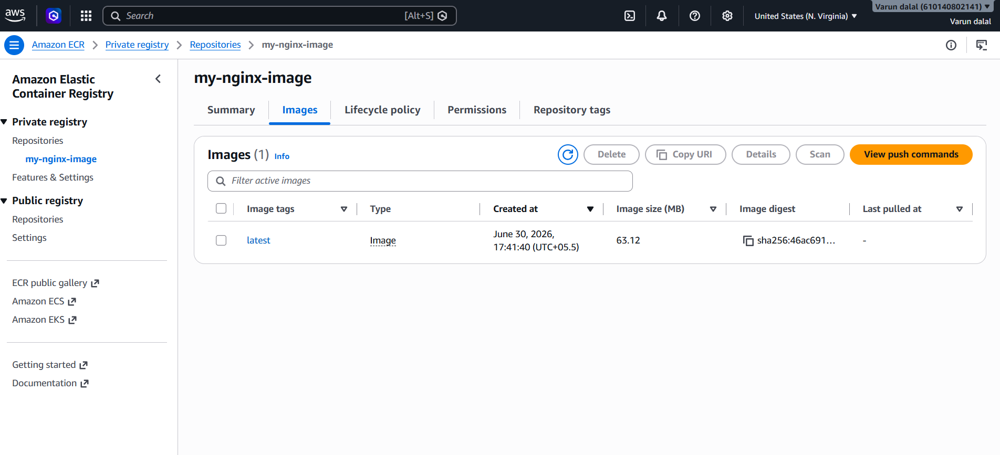 aws
Search
[Alt+S]
United States (N. Virginia)
Varun dalal (610140802141)
Varun dalal
Amazon ECR
Private registry
Repositories
my-nginx-image
Amazon Elastic
Container Registry
Private registry
Repositories
my-nginx-image
Features & Settings
Public registry
Repositories
Settings
ECR public gallery
Amazon ECS
Amazon EKS
Getting started
Documentation
my-nginx-image
Summary
Images
Lifecycle policy
Permissions
Repository tags
Images (1) Info
Delete
Copy URI
Details
Scan
View push commands
Filter active images
Image tags
Type
Created at
Image size (MB)
Image digest
Last pulled at
latest
Image
June 30, 2026,
17:41:40 (UTC+05.5)
63.12
sha256:46ac691...
-